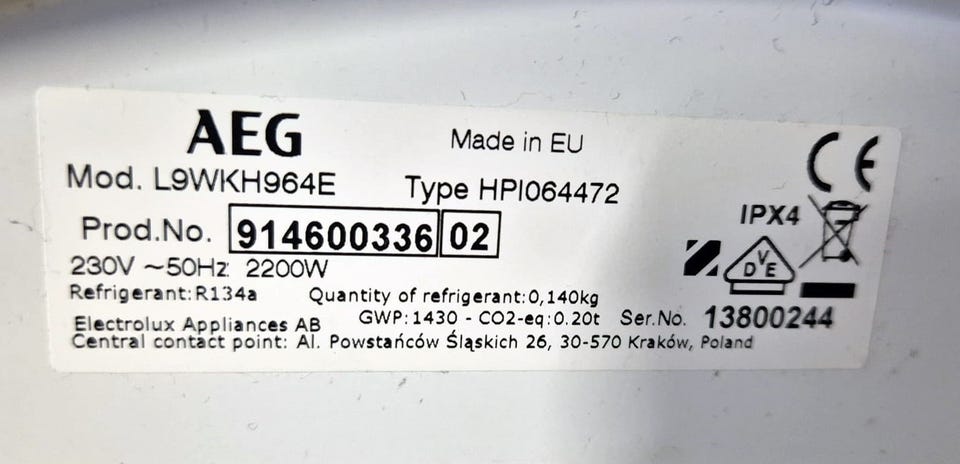 AEG
Made in EU
Mod. L9WKH964E
Type HPI064472
Prod.No. 914600336 02
IPX4
230V ~50Hz 2200W
DVE
Refrigerant:R134a Quantity of refrigerant:0,140kg
GWP:1430 - CO2-eq:0.20t Ser.No. 13800244
Electrolux Appliances AB
Central contact point: Al. Powstańców Śląskich 26, 30-570 Kraków, Poland
CE